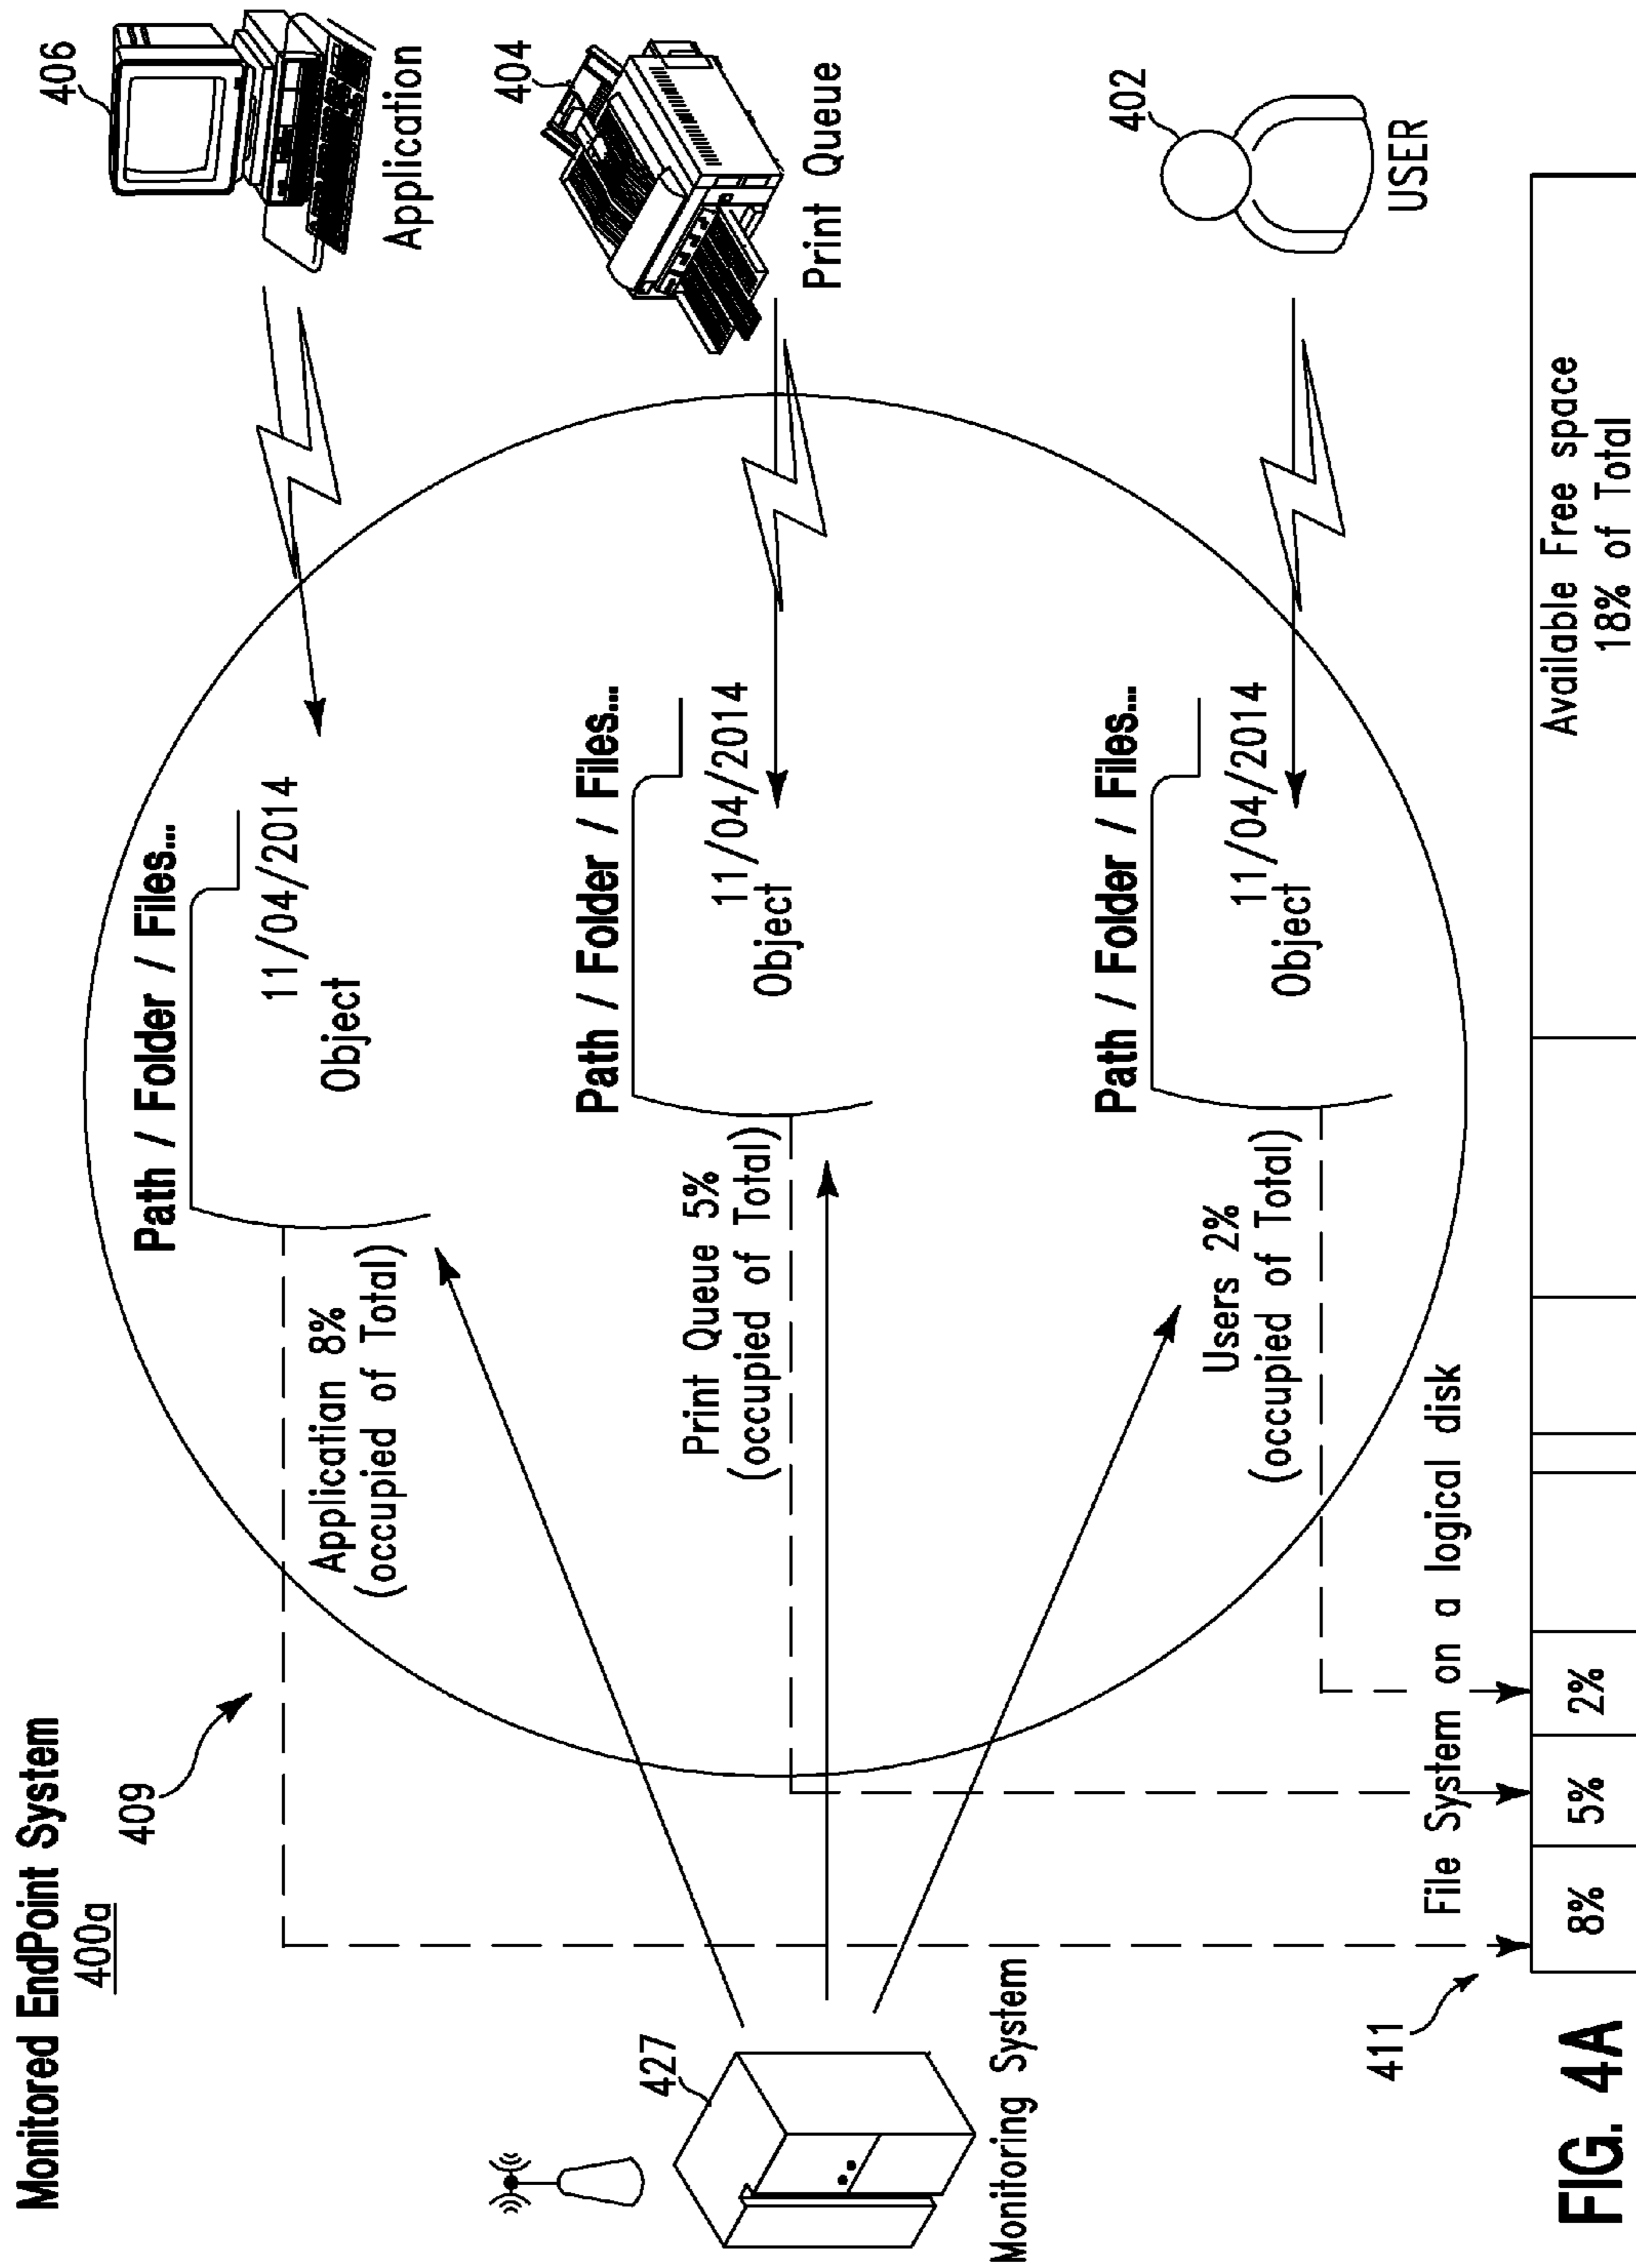 Monitored EndPoint System
400a
409
406
Application
Path / Folder / Files...
11/04/2014
Object
Application 8%
(occupied of Total)
404
Print Queue
Path / Folder / Files...
11/04/2014
Object
Print Queue 5%
(occupied of Total)
427
Monitoring System
402
USER
Path / Folder / Files...
11/04/2014
Object
Users 2%
(occupied of Total)
File System on a logical disk
411
8%
5%
2%
Available Free space
18% of Total
FIG. 4A